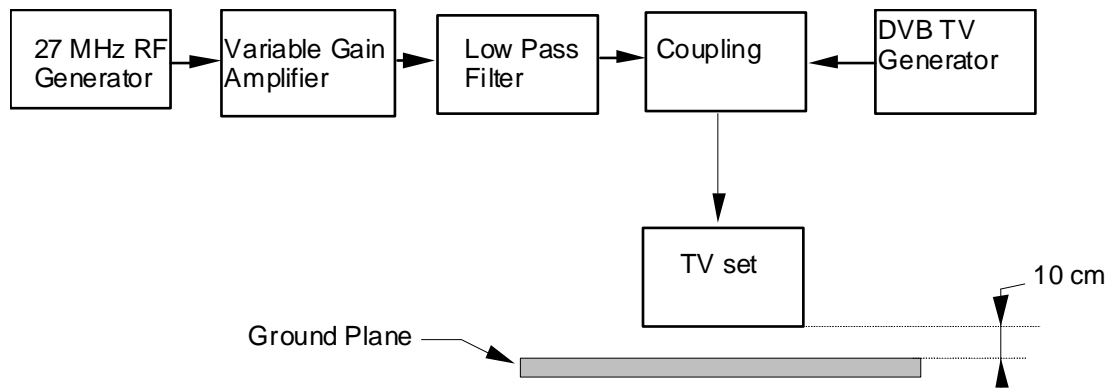 27 MHz RF
Generator
Variable Gain
Amplifier
Low Pass
Filter
Coupling
DVB TV
Generator
TV set
10 cm
Ground Plane